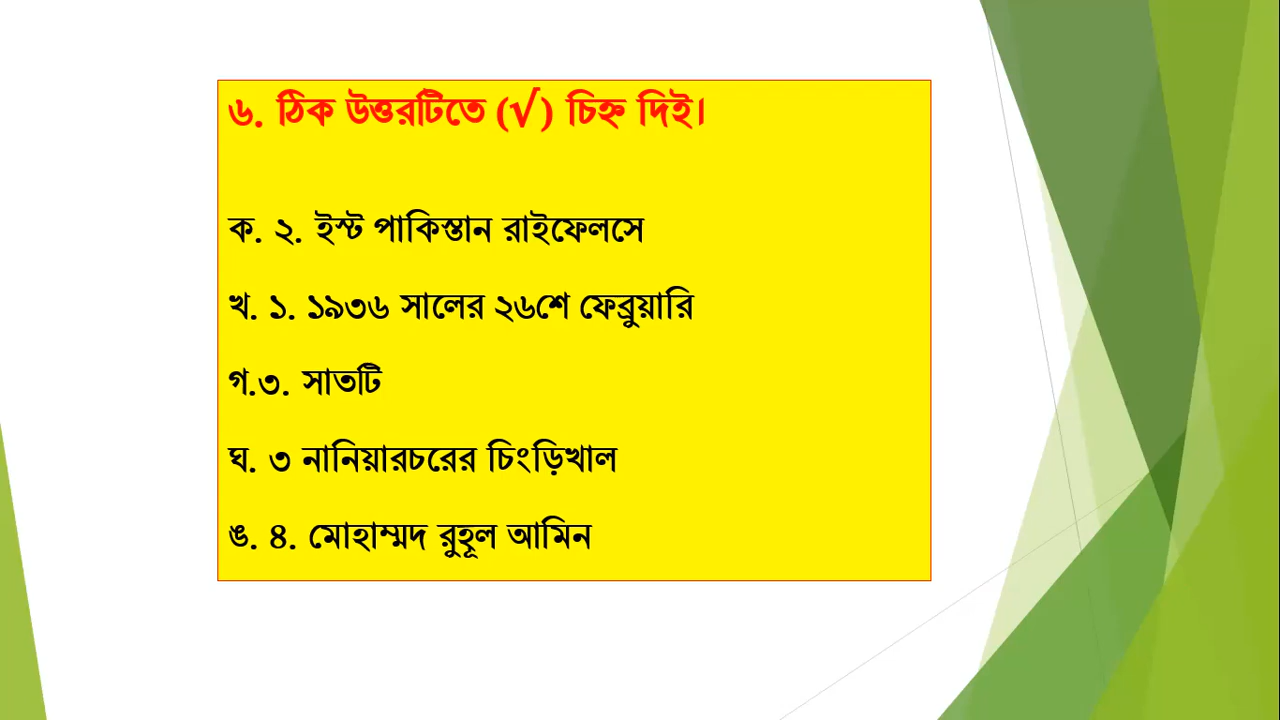 ৬. ঠিক উত্তরটিতে (√) চিহ্ন দিই।
ক. ২. ইস্ট পাকিস্তান রাইফেলসে
খ. ১. ১৯৩৬ সালের ২৬শে ফেব্রুয়ারি
গ.৩. সাতটি
ঘ. ৩ নানিয়ারচরের চিংড়িখাল
ঙ. ৪. মোহাম্মদ রুহূল আমিন